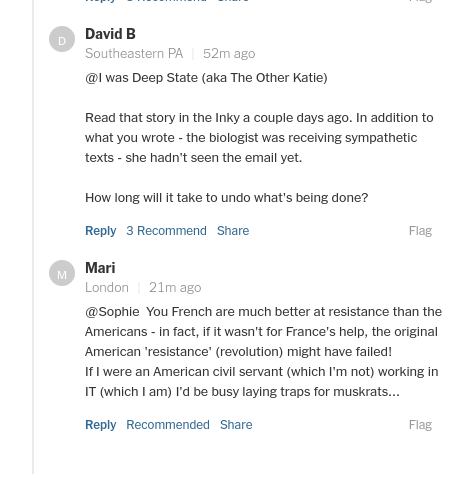 Flag
D
David B
Southeastern PA | 52m ago
@I was Deep State (aka The Other Katie)
Read that story in the Inky a couple days ago. In addition to
what you wrote - the biologist was receiving sympathetic
texts - she hadn't seen the email yet.
How long will it take to undo what's being done?
Reply 3 Recommend Share Flag
M
Mari
London | 21m ago
@Sophie You French are much better at resistance than the
Americans - in fact, if it wasn't for France's help, the original
American 'resistance' (revolution) might have failed!
If I were an American civil servant (which I'm not) working in
IT (which I am) I'd be busy laying traps for muskrats...
Reply Recommended Share Flag